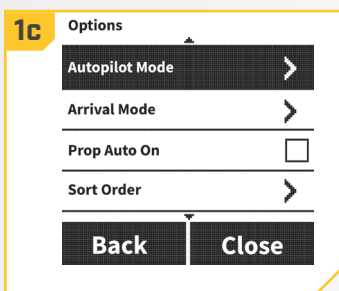 1c
Options
Autopilot Mode
Arrival Mode
Prop Auto On
Sort Order
Back Close